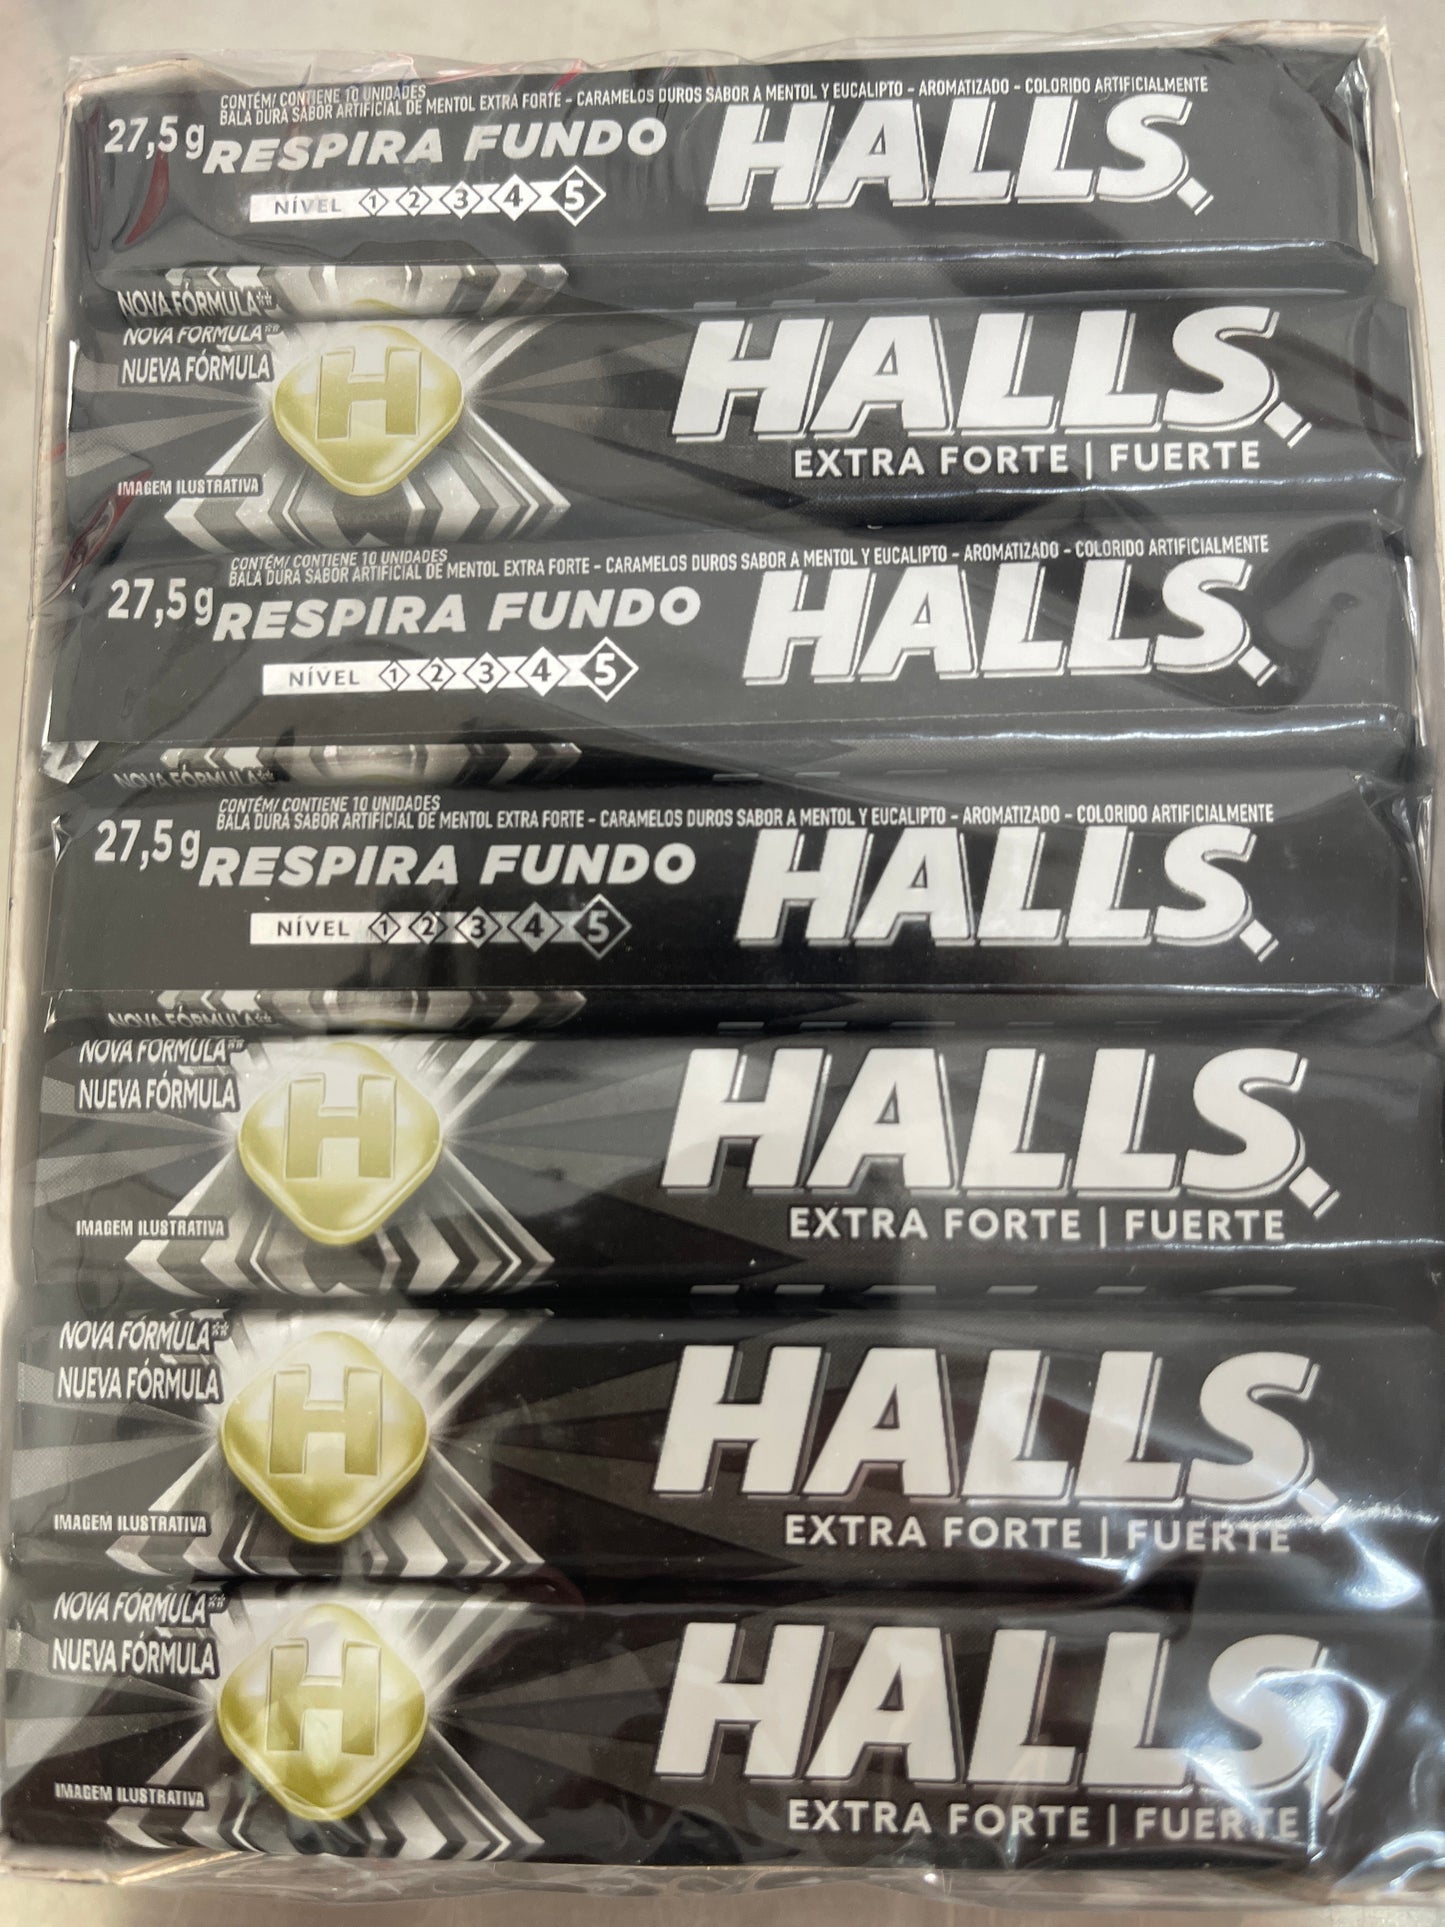 CONTÉM/ CONTIENE 10 UNIDADES
BALA DURA SABOR ARTIFICIAL DE MENTOL EXTRA FORTE - CARAMELOS DUROS SABOR A MENTOL Y EUCALIPTO - AROMATIZADO - COLORIDO ARTIFICIALMENTE
27,5 g RESPIRA FUNDO HALLS
NÍVEL 1 2 3 4 5
NOVA FÓRMULA**
NOVA FÓRMULA**
NUEVA FÓRMULA
H
HALLS
EXTRA FORTE | FUERTE
IMAGEM ILUSTRATIVA
CONTÉM/ CONTIENE 10 UNIDADES
BALA DURA SABOR ARTIFICIAL DE MENTOL EXTRA FORTE - CARAMELOS DUROS SABOR A MENTOL Y EUCALIPTO - AROMATIZADO - COLORIDO ARTIFICIALMENTE
27,5 g RESPIRA FUNDO HALLS
NÍVEL 1 2 3 4 5
NOVA FÓRMULA**
CONTÉM/ CONTIENE 10 UNIDADES
BALA DURA SABOR ARTIFICIAL DE MENTOL EXTRA FORTE - CARAMELOS DUROS SABOR A MENTOL Y EUCALIPTO - AROMATIZADO - COLORIDO ARTIFICIALMENTE
27,5 g RESPIRA FUNDO HALLS
NÍVEL 1 2 3 4 5
NOVA FÓRMULA**
NOVA FÓRMULA**
NUEVA FÓRMULA
H
HALLS
EXTRA FORTE | FUERTE
IMAGEM ILUSTRATIVA
NOVA FÓRMULA**
NUEVA FÓRMULA
H
HALLS
EXTRA FORTE | FUERTE
IMAGEM ILUSTRATIVA
NOVA FÓRMULA**
NUEVA FÓRMULA
H
HALLS
EXTRA FORTE | FUERTE
IMAGEM ILUSTRATIVA